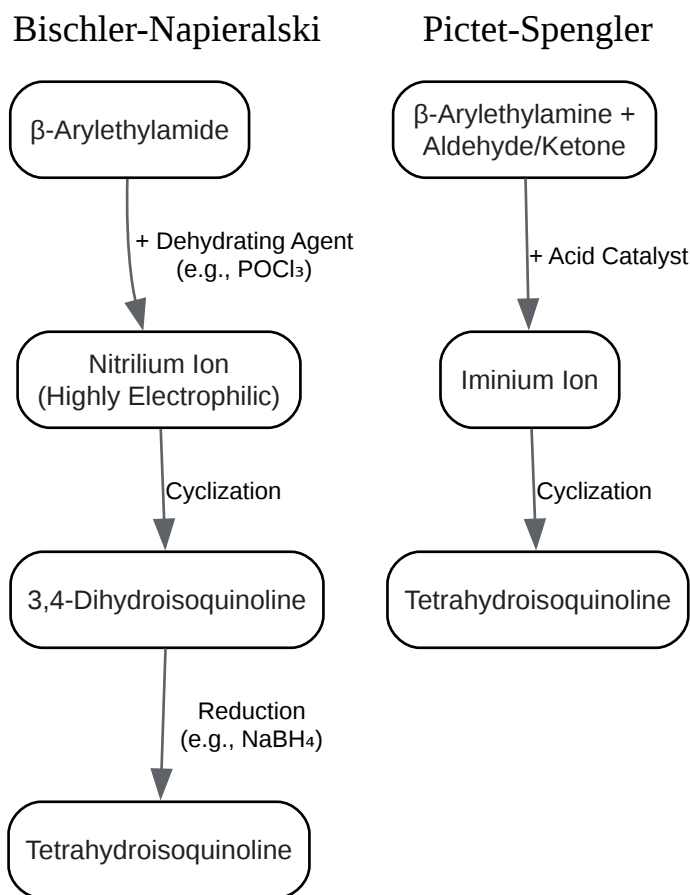 Bischler-Napieralski
β-Arylethylamide
+ Dehydrating Agent
(e.g., POCl₃)
Nitrilium Ion
(Highly Electrophilic)
Cyclization
3,4-Dihydroisoquinoline
Reduction
(e.g., NaBH₄)
Tetrahydroisoquinoline
Pictet-Spengler
β-Arylethylamine +
Aldehyde/Ketone
+ Acid Catalyst
Iminium Ion
Cyclization
Tetrahydroisoquinoline